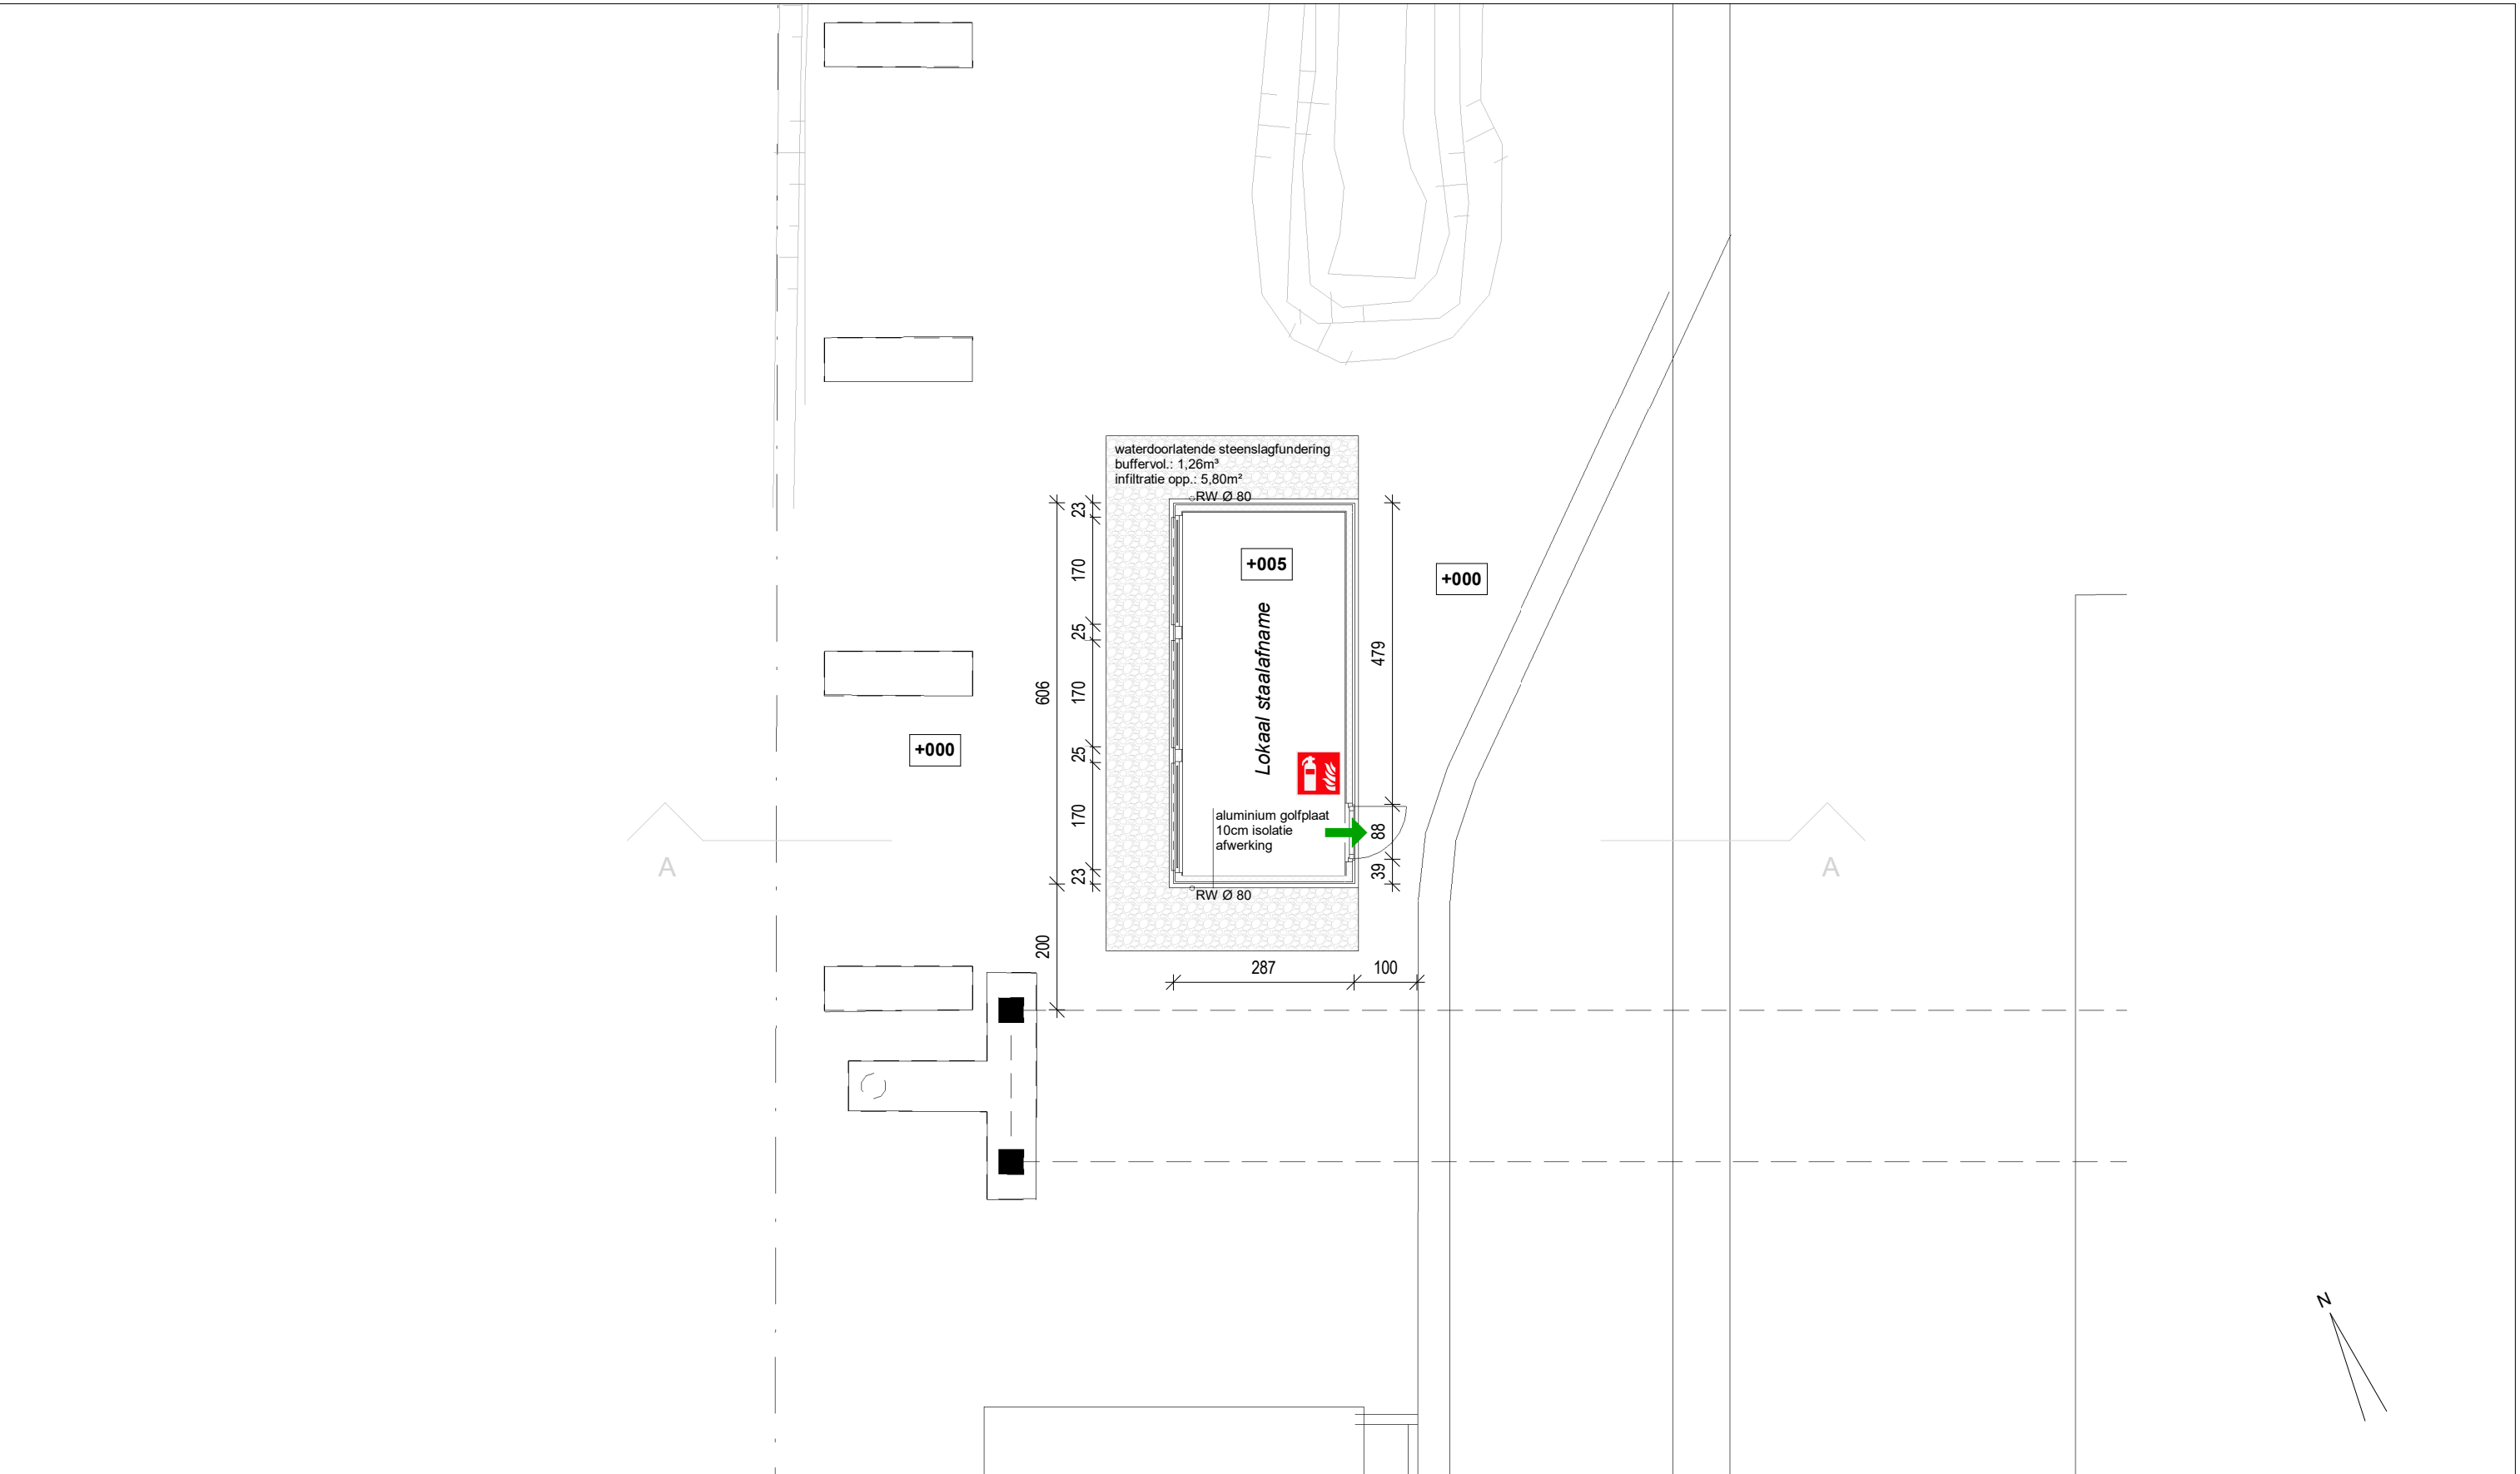 waterdoorlatende steenslagfundering
buffervol.: 1,26m³
infiltratie opp.: 5,80m²
RW Ø 80
23
170
25
170
25
170
23
606
200
+005
+000
479
88
39
Lokaal staalafname
+000
aluminium golfplaat
10cm isolatie
afwerking
RW Ø 80
A
A
287
100
N